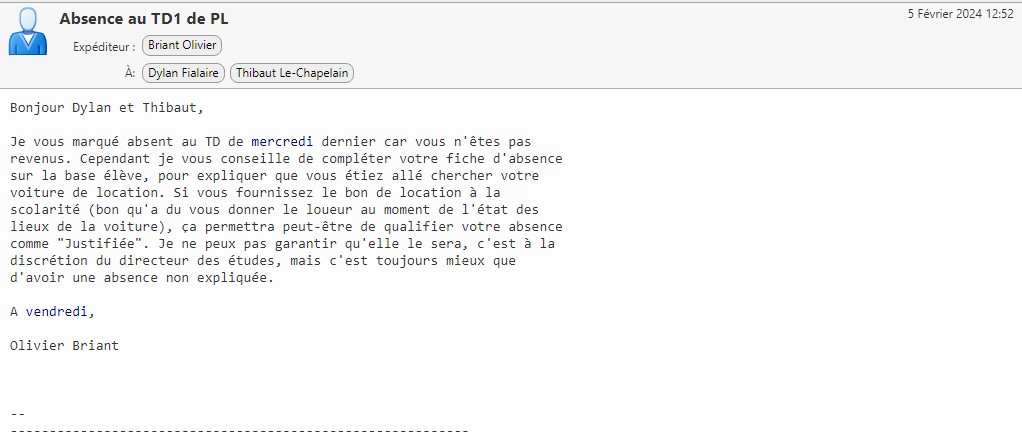 Absence au TD1 de PL
5 Février 2024 12:52
Expéditeur : Briant Olivier
À: Dylan Fialaire Thibaut Le-Chapelain
Bonjour Dylan et Thibaut,
Je vous marqué absent au TD de mercredi dernier car vous n'êtes pas
revenus. Cependant je vous conseille de compléter votre fiche d'absence
sur la base élève, pour expliquer que vous étiez allé chercher votre
voiture de location. Si vous fournissez le bon de location à la
scolarité (bon qu'a du vous donner le loueur au moment de l'état des
lieux de la voiture), ça permettra peut-être de qualifier votre absence
comme "Justifiée". Je ne peux pas garantir qu'elle le sera, c'est à la
discrétion du directeur des études, mais c'est toujours mieux que
d'avoir une absence non expliquée.
A vendredi,
Olivier Briant
--
-----------------------------------------------------------